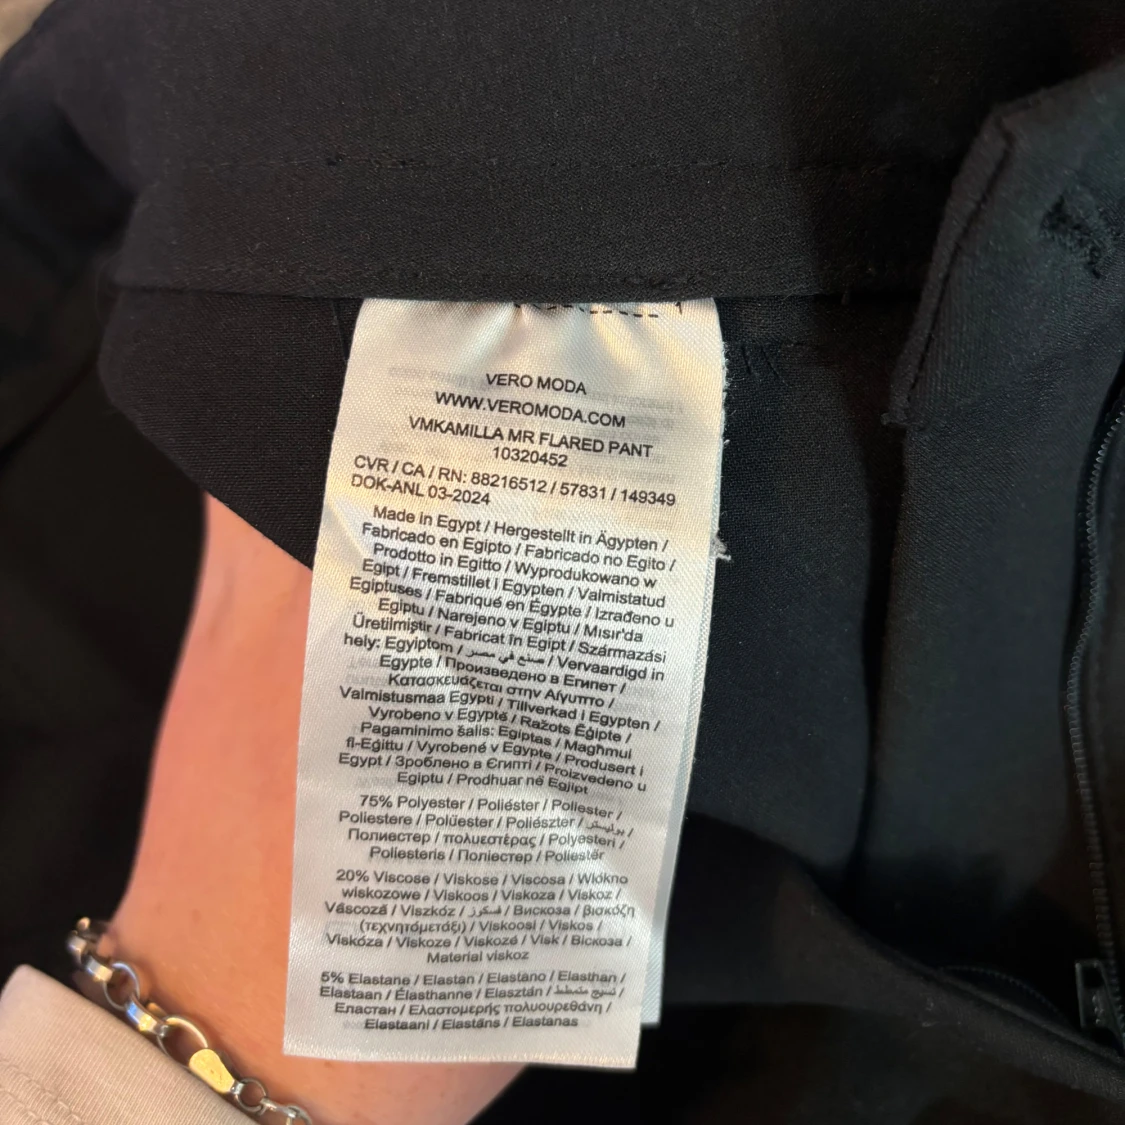 VERO MODA
WWW.VEROMODA.COM
VMKAMILLA MR FLARED PANT
10320452
CVR / CA / RN: 88216512 / 57831 / 149349
DOK-ANL 03-2024
Made in Egypt / Hergestellt in Ägypten /
Fabricado en Egipto / Fabricado no Egito /
Prodotto in Egitto / Wyprodukowano w
Egipt / Fremstillet i Egypten / Valmistatud
Egiptuses / Fabriqué en Égypte / Izrađeno u
Egiptu / Narejeno v Egiptu / Mısır'da
Üretilmiştir / Fabricat în Egipt / Származási
hely: Egyiptom / صنع في مصر / Vervaardigd in
Egypte / Произведено в Египет /
Κατασκευάζεται στην Αίγυπτο /
Valmistusmaa Egypti / Tillverkad i Egypten /
Vyrobeno v Egyptě / Ražots Ēģipte /
Pagaminimo šalis: Egiptas / Magħmul
fl-Eġittu / Vyrobené v Egypte / Produsert i
Egypt / Зроблено в Єгипті / Proizvedeno u
Egiptu / Prodhuar në Egjipt
75% Polyester / Poliéster / Poliester /
Poliestere / Polüester / Poliészter / بوليستر /
Полиестер / πολυεστέρας / Polyesteri /
Poliesteris / Поліестер / Poliestër
20% Viscose / Viskose / Viscosa / Włókno
wiskozowe / Viskoos / Viskoza / Viskoz /
Vâscoză / Viszkóz / فسكوز / Вискоза / βισκόζη
(τεχνητόμετάξι) / Viskoosi / Viskos /
Viskóza / Viskoze / Viskozé / Visk / Віскоза /
Material viskoz
5% Elastane / Elastan / Elastano / Elasthan /
Elastaan / Élasthanne / Elasztán / نسيج متمطط /
Еластан / Ελαστομερής πολυουρεθάνη /
Elastaani / Elastāns / Elastanas